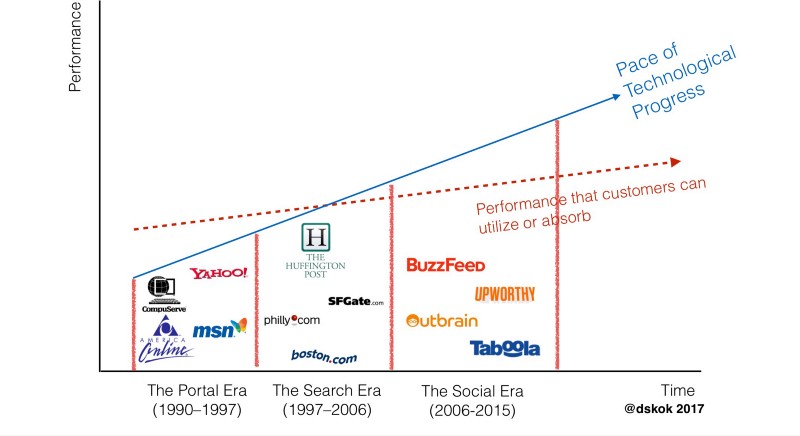 Performance
Pace of
Technological
Progress
Performance that customers can
utilize or absorb
YAHOO!
CompuServe
AMERICA
Online
msn
H
THE
HUFFINGTON
POST
SFGate.com
philly.com
boston.com
BuzzFeed
UPWORTHY
Outbrain
Taboola
The Portal Era
(1990–1997)
The Search Era
(1997–2006)
The Social Era
(2006-2015)
Time
@dskok 2017